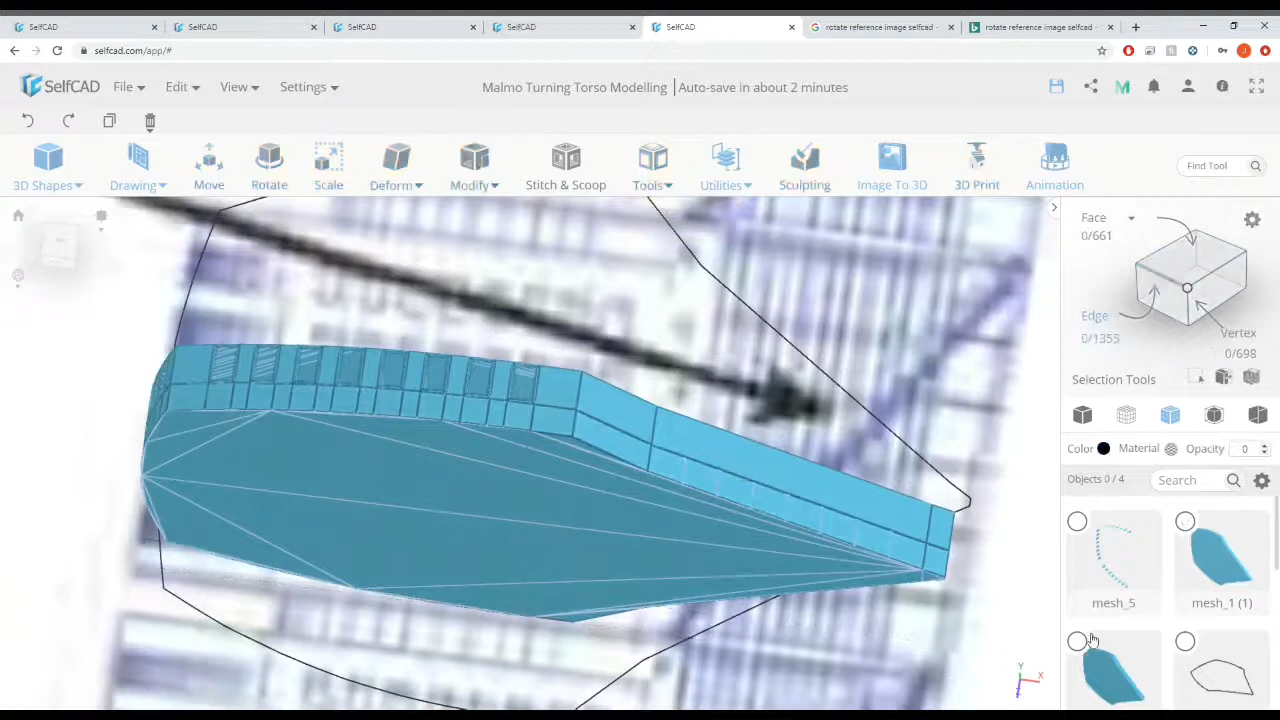 SelfCAD
SelfCAD
SelfCAD
SelfCAD
SelfCAD
rotate reference image selfcad -
rotate reference image selfcad -
selfcad.com/app/#
SelfCAD
File
Edit
View
Settings
Malmo Turning Torso Modelling
Auto-save in about 2 minutes
M
3D Shapes
Drawing
Move
Rotate
Scale
Deform
Modify
Stitch & Scoop
Tools
Utilities
Sculpting
Image To 3D
3D Print
Animation
Find Tool
Face
0/661
Edge
0/1355
Vertex
0/698
Selection Tools
Color
Material
Opacity
0
Objects 0 / 4
Search
mesh_5
mesh_1 (1)
Y
X
Z